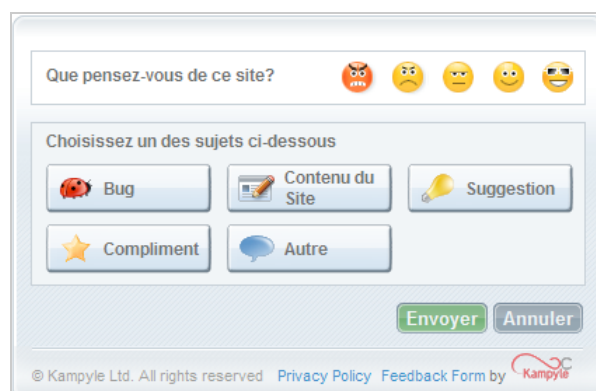 Que pensez-vous de ce site?
Choisissez un des sujets ci-dessous
Bug
Contenu du
Site
Suggestion
Compliment
Autre
Envoyer Annuler
© Kampyle Ltd. All rights reserved Privacy Policy Feedback Form by Kampyle